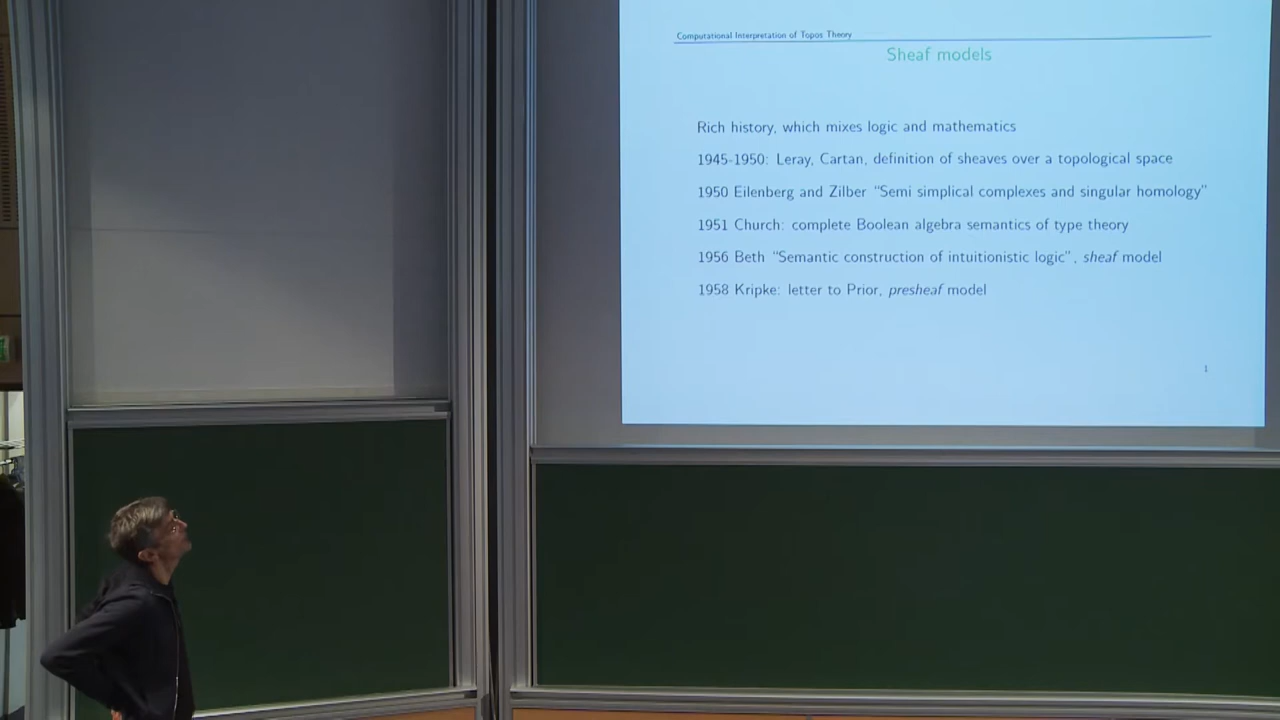 Computational Interpretation of Topos Theory
Sheaf models
Rich history, which mixes logic and mathematics
1945-1950: Leray, Cartan, definition of sheaves over a topological space
1950 Eilenberg and Zilber “Semi simplical complexes and singular homology”
1951 Church: complete Boolean algebra semantics of type theory
1956 Beth “Semantic construction of intuitionistic logic”, sheaf model
1958 Kripke: letter to Prior, presheaf model
1